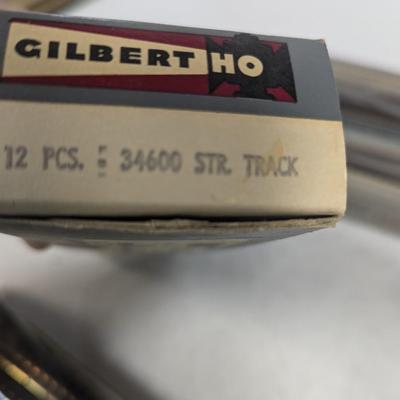 GILBERT HO
12 PCS. 34600 STR. TRACK